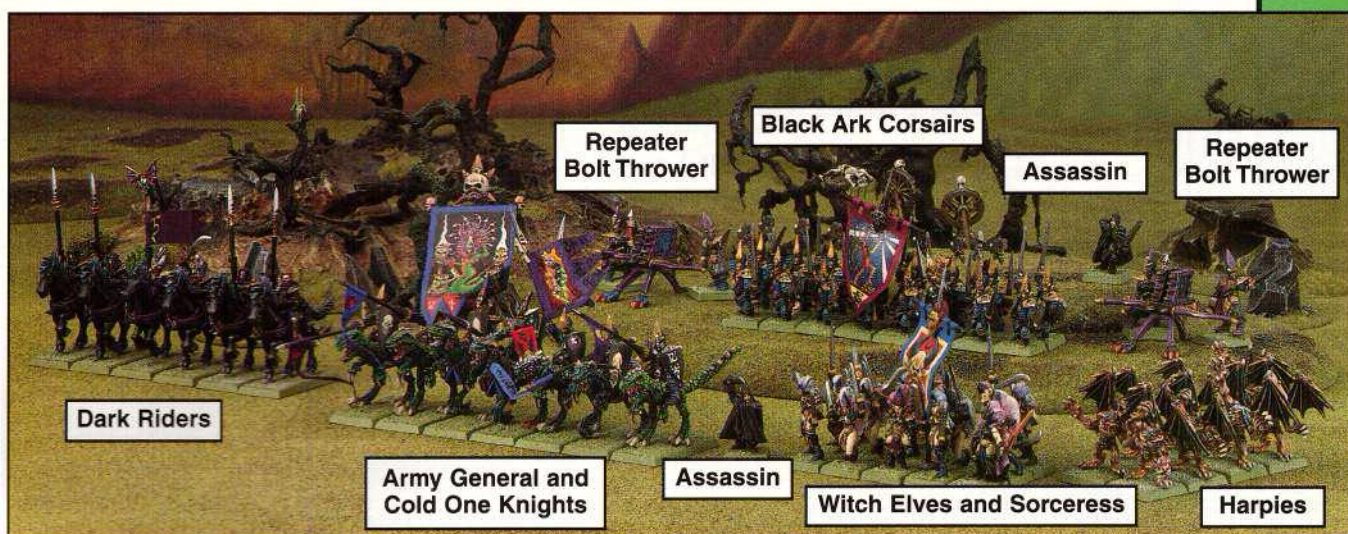 Repeater
Bolt Thrower
Black Ark Corsairs
Assassin
Repeater
Bolt Thrower
Dark Riders
Army General and
Cold One Knights
Assassin
Witch Elves and Sorceress
Harpies